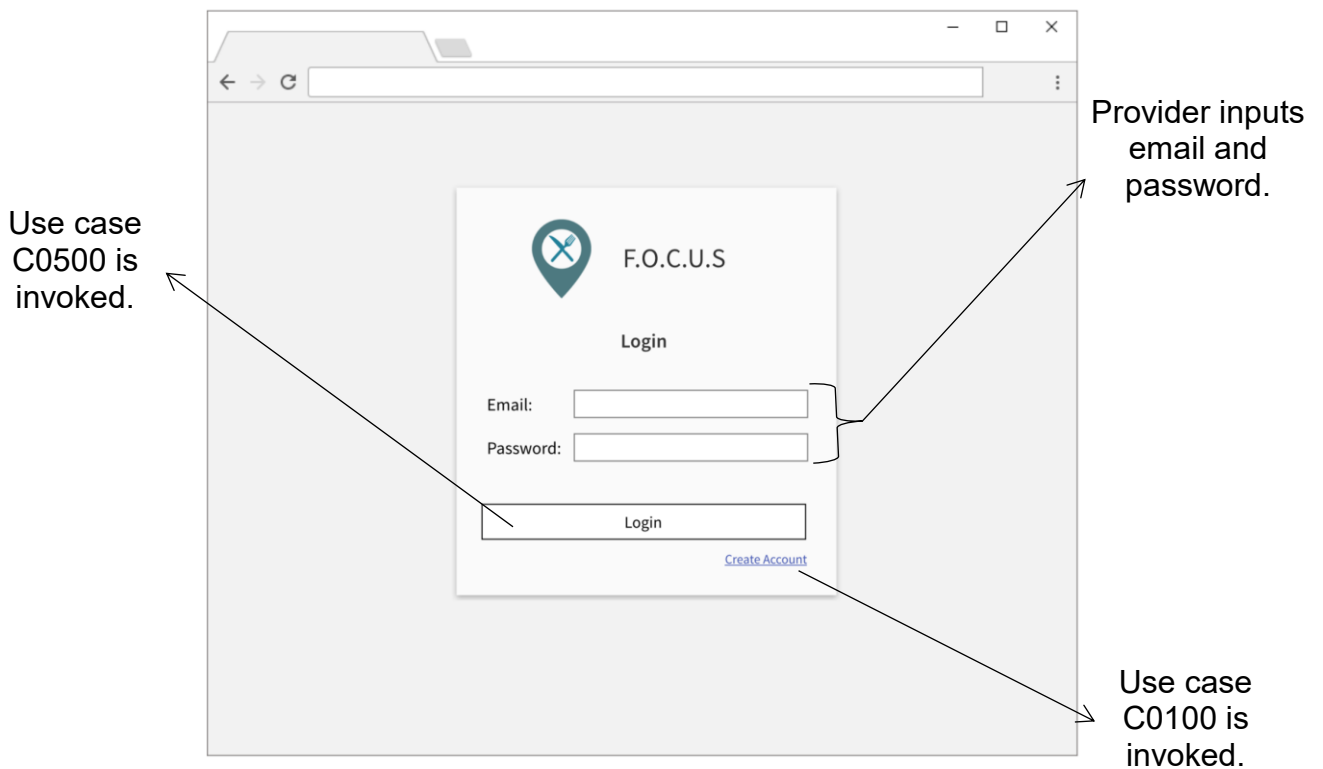 Provider inputs
email and
password.
Use case
C0500 is
invoked.
F.O.C.U.S
Login
Email:
Password:
Login
Create Account
Use case
C0100 is
invoked.